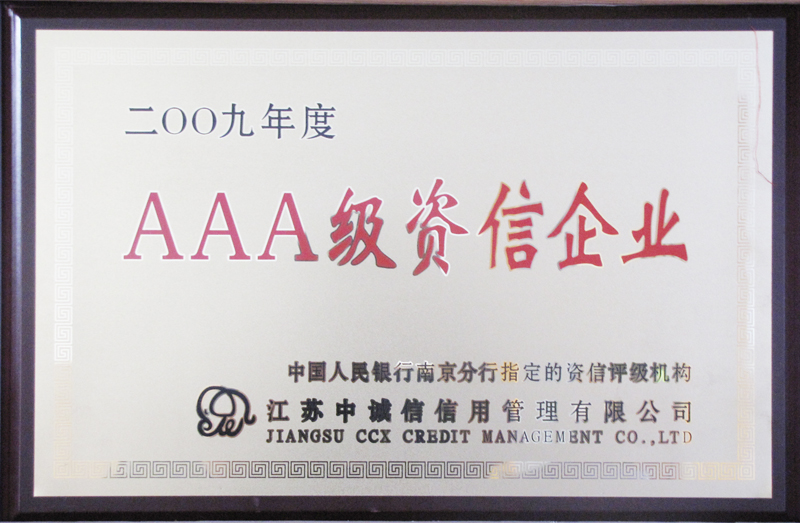 二〇〇九年度
AAA级资信企业
中国人民银行南京分行指定的资信评级机构
江苏中诚信信用管理有限公司
JIANGSU CCX CREDIT MANAGEMENT CO.,LTD